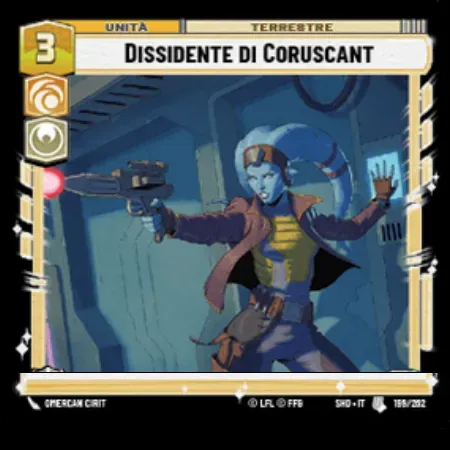 3
UNITÀ
TERRESTRE
DISSIDENTE DI CORUSCANT
OMERCAN CIRIT
© LFL © FFG
SHD • IT
199/262